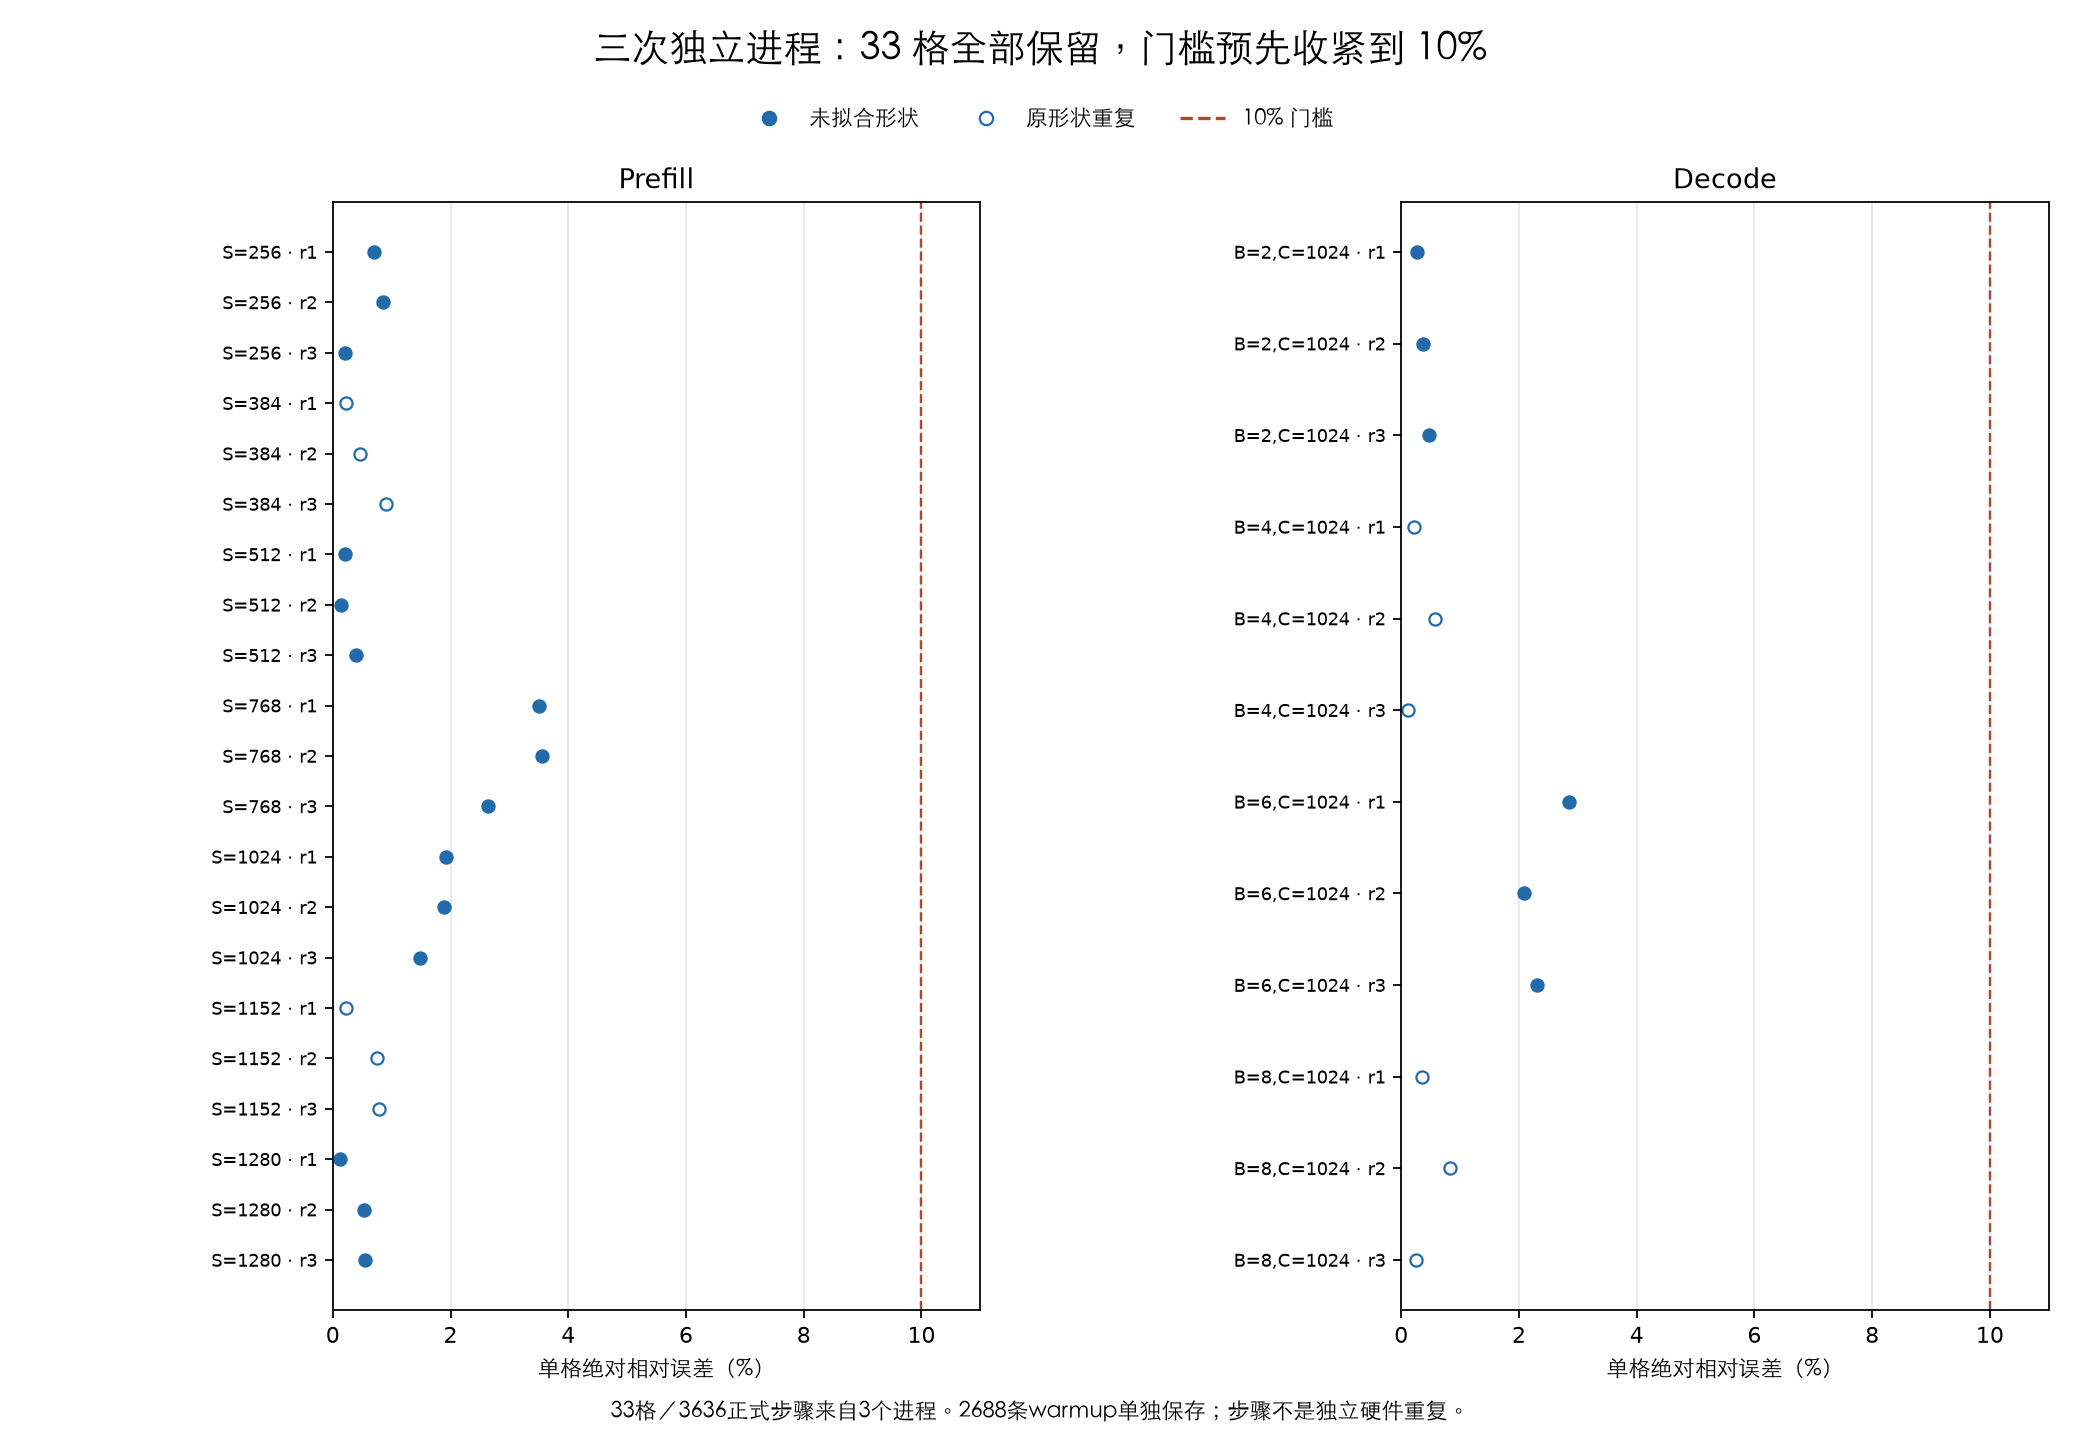 三次独立进程：33 格全部保留，门槛预先收紧到 10%
未拟合形状 原形状重复 10% 门槛
Prefill
S=256 · r1
S=256 · r2
S=256 · r3
S=384 · r1
S=384 · r2
S=384 · r3
S=512 · r1
S=512 · r2
S=512 · r3
S=768 · r1
S=768 · r2
S=768 · r3
S=1024 · r1
S=1024 · r2
S=1024 · r3
S=1152 · r1
S=1152 · r2
S=1152 · r3
S=1280 · r1
S=1280 · r2
S=1280 · r3
0 2 4 6 8 10
单格绝对相对误差（%）
Decode
B=2,C=1024 · r1
B=2,C=1024 · r2
B=2,C=1024 · r3
B=4,C=1024 · r1
B=4,C=1024 · r2
B=4,C=1024 · r3
B=6,C=1024 · r1
B=6,C=1024 · r2
B=6,C=1024 · r3
B=8,C=1024 · r1
B=8,C=1024 · r2
B=8,C=1024 · r3
0 2 4 6 8 10
单格绝对相对误差（%）
33格／3636正式步骤来自3个进程。2688条warmup单独保存；步骤不是独立硬件重复。